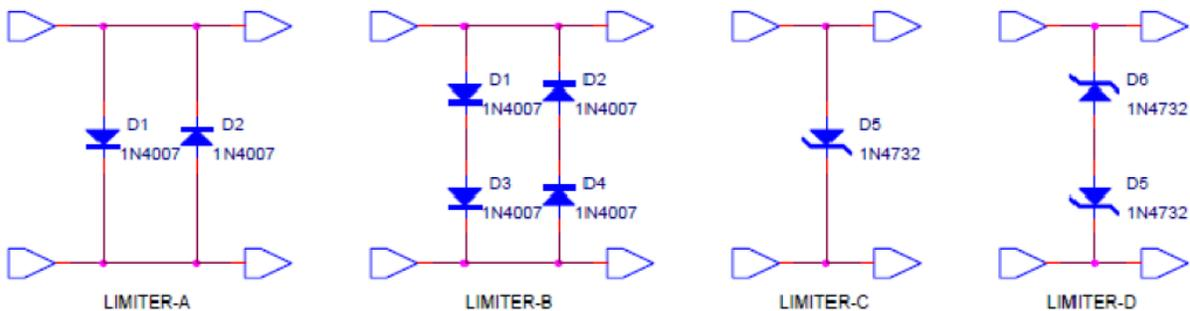 D1
1N4007
D2
1N4007
LIMITER-A
D1
1N4007
D2
1N4007
D3
1N4007
D4
1N4007
LIMITER-B
D5
1N4732
LIMITER-C
D6
1N4732
D5
1N4732
LIMITER-D